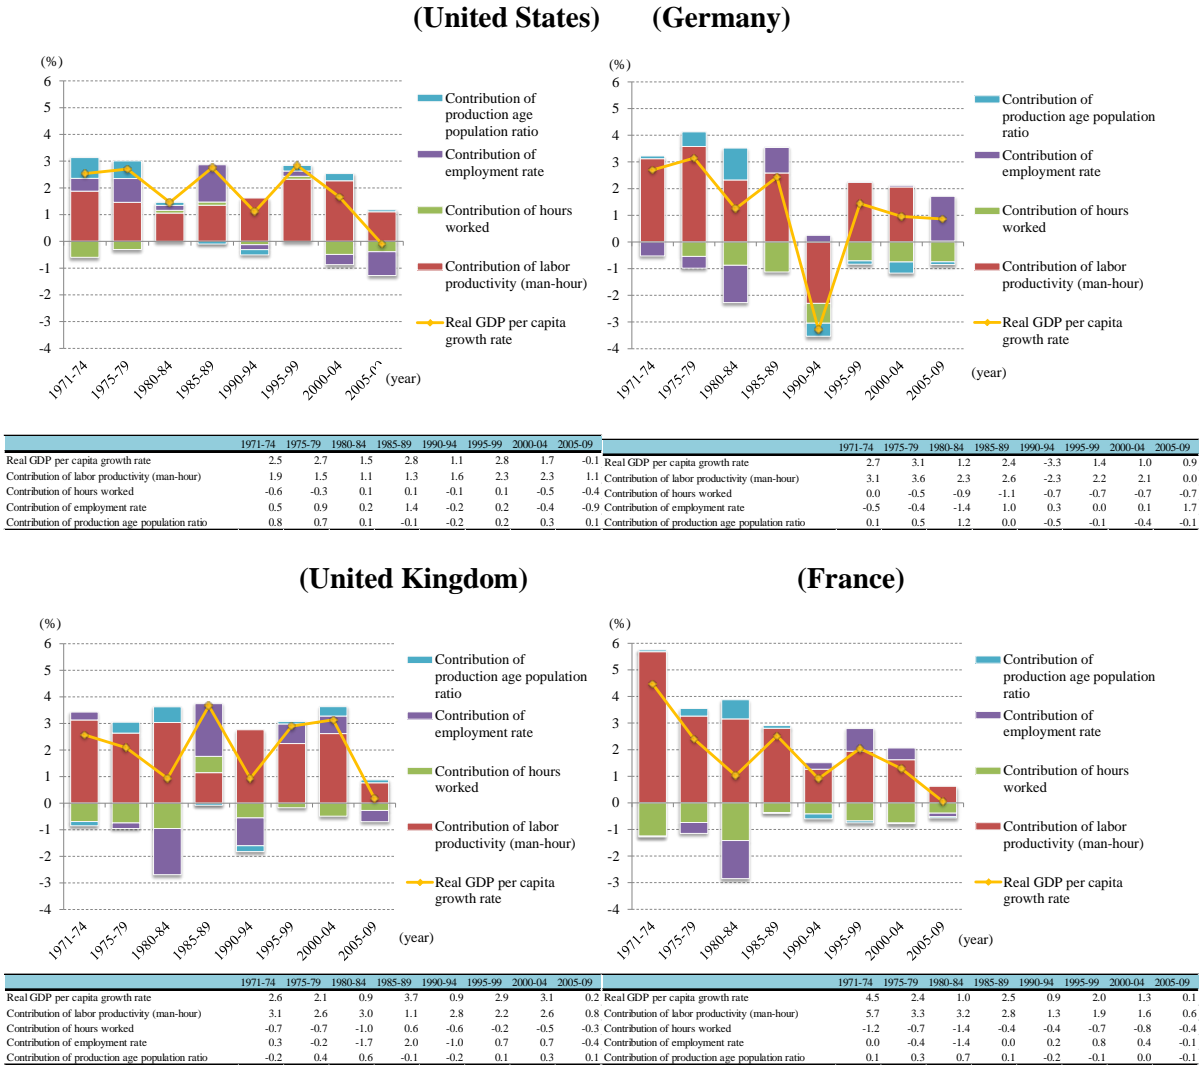 (United States) (Germany)
(%)
6
5
4
3
2
1
0
-1
-2
-3
-4
1971-74 1975-79 1980-84 1985-89 1990-94 1995-99 2000-04 2005-0
(year)
Contribution of
production age
population ratio
Contribution of
employment rate
Contribution of hours
worked
Contribution of labor
productivity (man-hour)
Real GDP per capita
growth rate
(%)
6
5
4
3
2
1
0
-1
-2
-3
-4
1971-74 1975-79 1980-84 1985-89 1990-94 1995-99 2000-04 2005-09
(year)
Contribution of
production age population
ratio
Contribution of
employment rate
Contribution of hours
worked
Contribution of labor
productivity (man-hour)
Real GDP per capita
growth rate
1971-74 1975-79 1980-84 1985-89 1990-94 1995-99 2000-04 2005-09
Real GDP per capita growth rate 2.5 2.7 1.5 2.8 1.1 2.8 1.7 -0.1
Contribution of labor productivity (man-hour) 1.9 1.5 1.1 1.3 1.6 2.3 2.3 1.1
Contribution of hours worked -0.6 -0.3 0.1 0.1 -0.1 0.1 -0.5 -0.4
Contribution of employment rate 0.5 0.9 0.2 1.4 -0.2 0.2 -0.4 -0.9
Contribution of production age population ratio 0.8 0.7 0.1 -0.1 -0.2 0.2 0.3 0.1
1971-74 1975-79 1980-84 1985-89 1990-94 1995-99 2000-04 2005-09
Real GDP per capita growth rate 2.7 3.1 1.2 2.4 -3.3 1.4 1.0 0.9
Contribution of labor productivity (man-hour) 3.1 3.6 2.3 2.6 -2.3 2.2 2.1 0.0
Contribution of hours worked 0.0 -0.5 -0.9 -1.1 -0.7 -0.7 -0.7 -0.7
Contribution of employment rate -0.5 -0.4 -1.4 1.0 0.3 0.0 0.1 1.7
Contribution of production age population ratio 0.1 0.5 1.2 0.0 -0.5 -0.1 -0.4 -0.1
(United Kingdom) (France)
(%)
6
5
4
3
2
1
0
-1
-2
-3
-4
1971-74 1975-79 1980-84 1985-89 1990-94 1995-99 2000-04 2005-09
(year)
Contribution of
production age population
ratio
Contribution of
employment rate
Contribution of hours
worked
Contribution of labor
productivity (man-hour)
Real GDP per capita
growth rate
(%)
6
5
4
3
2
1
0
-1
-2
-3
-4
1971-74 1975-79 1980-84 1985-89 1990-94 1995-99 2000-04 2005-09
(year)
Contribution of
production age population
ratio
Contribution of
employment rate
Contribution of hours
worked
Contribution of labor
productivity (man-hour)
Real GDP per capita
growth rate
1971-74 1975-79 1980-84 1985-89 1990-94 1995-99 2000-04 2005-09
Real GDP per capita growth rate 2.6 2.1 0.9 3.7 0.9 2.9 3.1 0.2
Contribution of labor productivity (man-hour) 3.1 2.6 3.0 1.1 2.8 2.2 2.6 0.8
Contribution of hours worked -0.7 -0.7 -1.0 0.6 -0.6 -0.2 -0.5 -0.3
Contribution of employment rate 0.3 -0.2 -1.7 2.0 -1.0 0.7 0.7 -0.4
Contribution of production age population ratio -0.2 0.4 0.6 -0.1 -0.2 0.1 0.3 0.1
1971-74 1975-79 1980-84 1985-89 1990-94 1995-99 2000-04 2005-09
Real GDP per capita growth rate 4.5 2.4 1.0 2.5 0.9 2.0 1.3 0.1
Contribution of labor productivity (man-hour) 5.7 3.3 3.2 2.8 1.3 1.9 1.6 0.6
Contribution of hours worked -1.2 -0.7 -1.4 -0.4 -0.4 -0.7 -0.8 -0.4
Contribution of employment rate 0.0 -0.4 -1.4 0.0 0.2 0.8 0.4 -0.1
Contribution of production age population ratio 0.1 0.3 0.7 0.1 -0.2 -0.1 0.0 -0.1